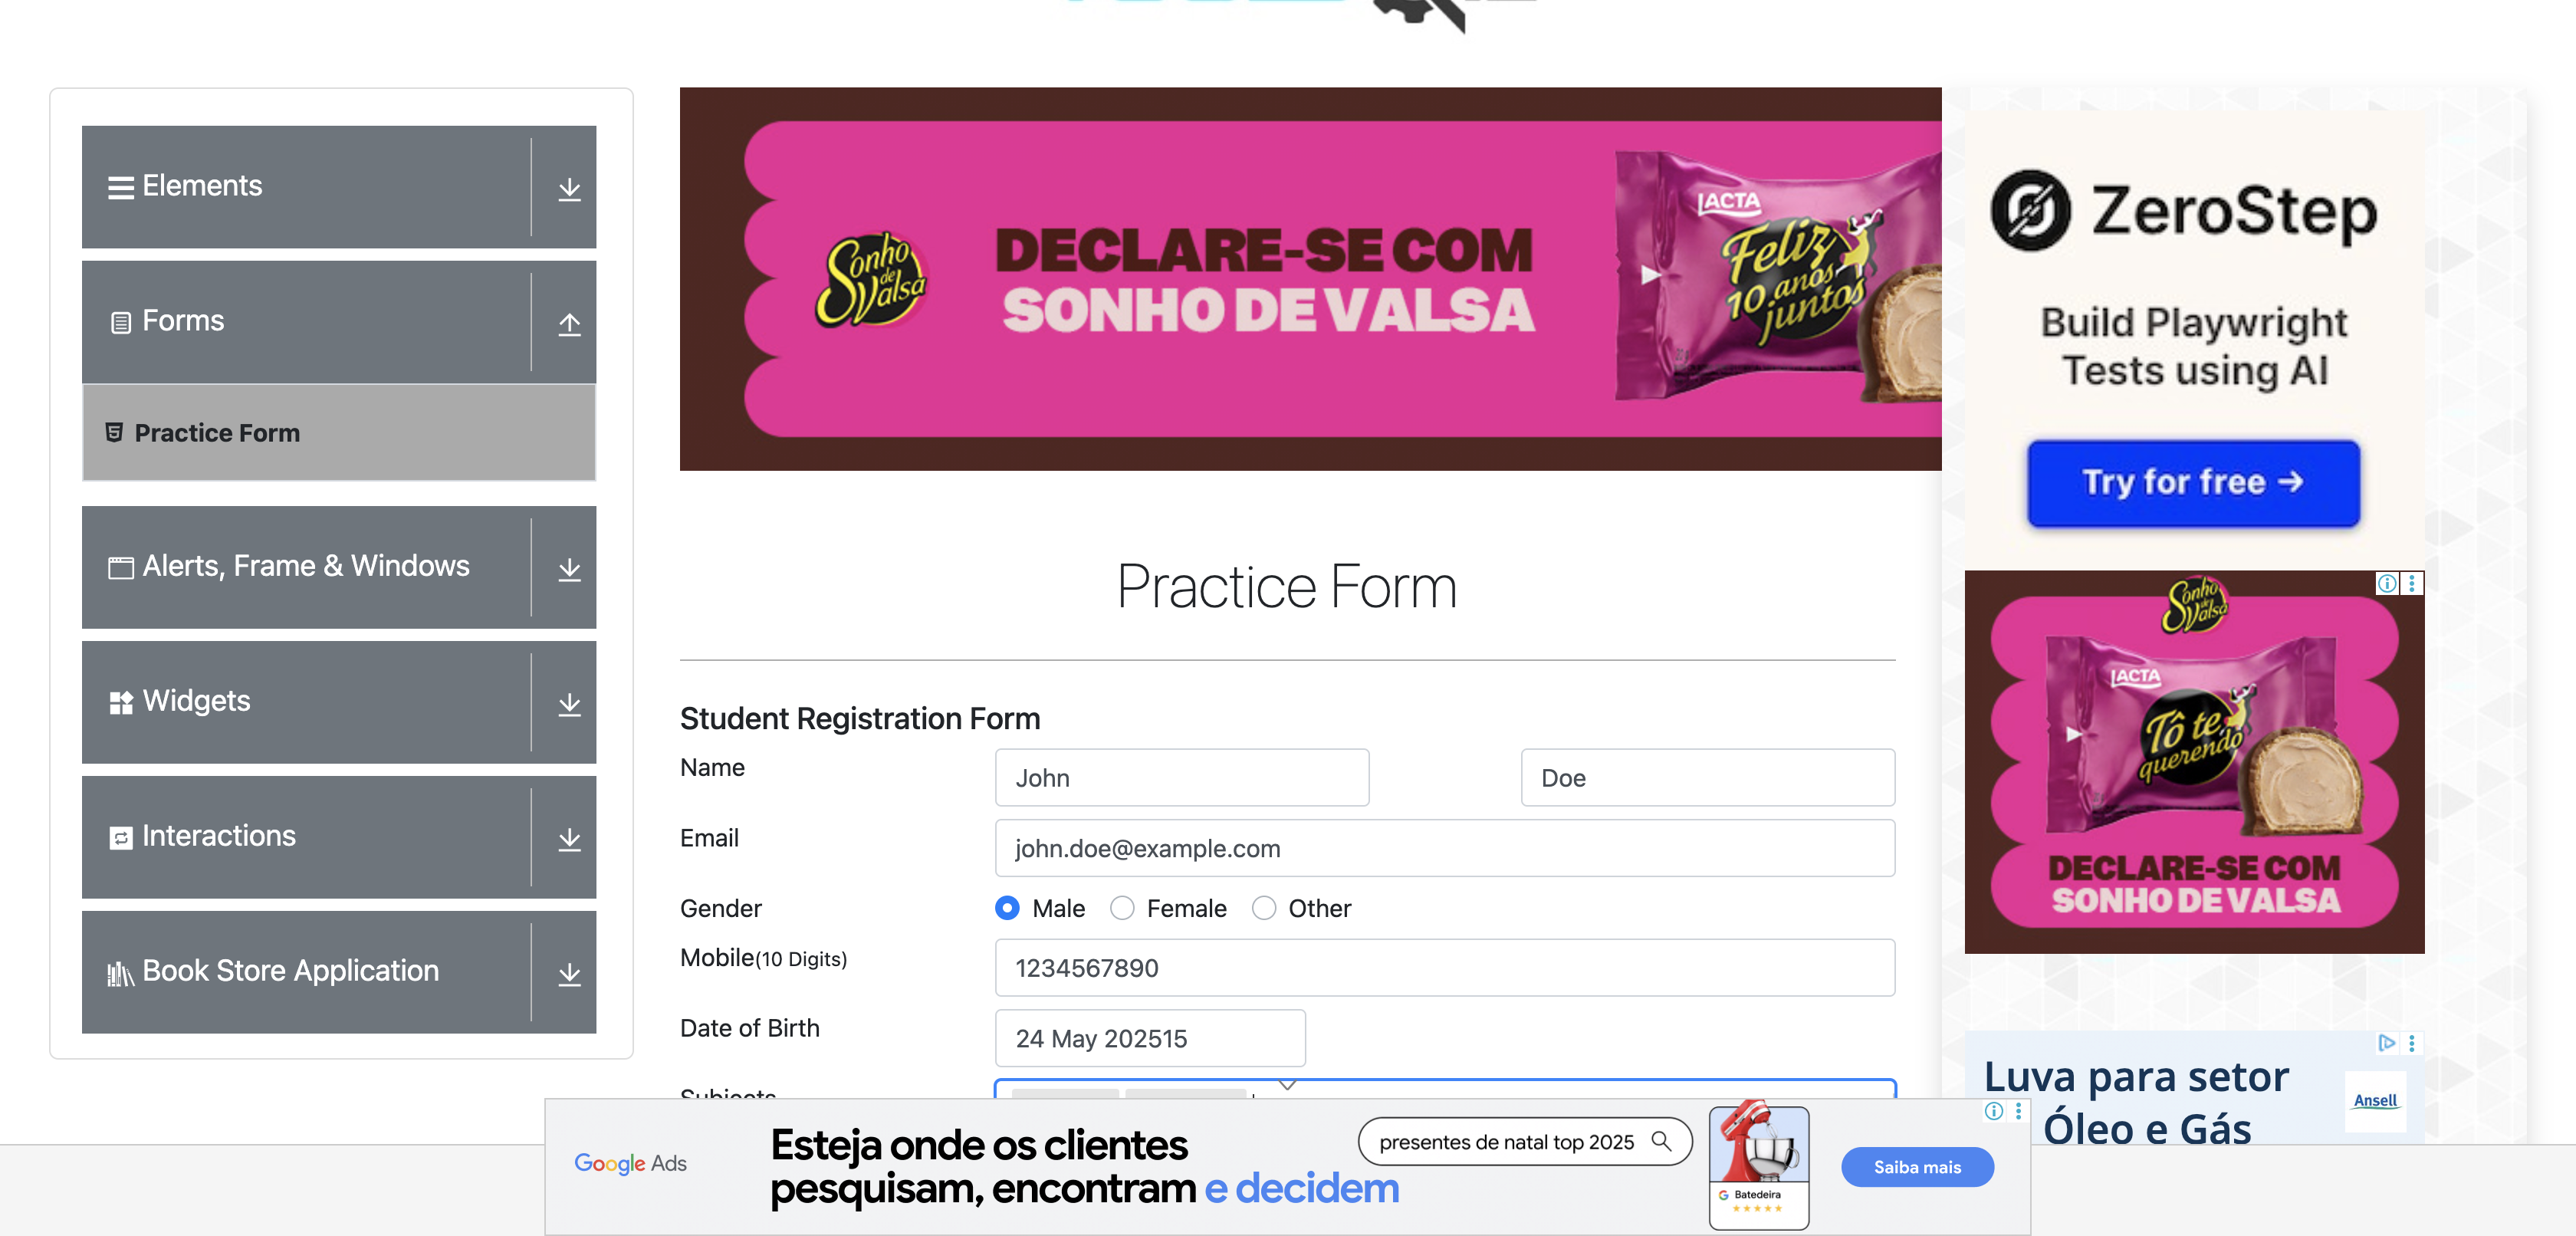 Elements
Forms
Practice Form
Alerts, Frame & Windows
Widgets
Interactions
Book Store Application
Sonho de Valsa
DECLARE-SE COM
SONHO DE VALSA
LACTA
Feliz
10 anos
juntos
Practice Form
Student Registration Form
Name
John
Doe
Email
john.doe@example.com
Gender
Male
Female
Other
Mobile(10 Digits)
1234567890
Date of Birth
24 May 202515
Subjects
ZeroStep
Build Playwright
Tests using AI
Try for free →
Sonho de Valsa
LACTA
Tô te
querendo
DECLARE-SE COM
SONHO DE VALSA
Luva para setor
Óleo e Gás
Ansell
Google Ads
Esteja onde os clientes
pesquisam, encontram e decidem
presentes de natal top 2025
G Batedeira
Saiba mais